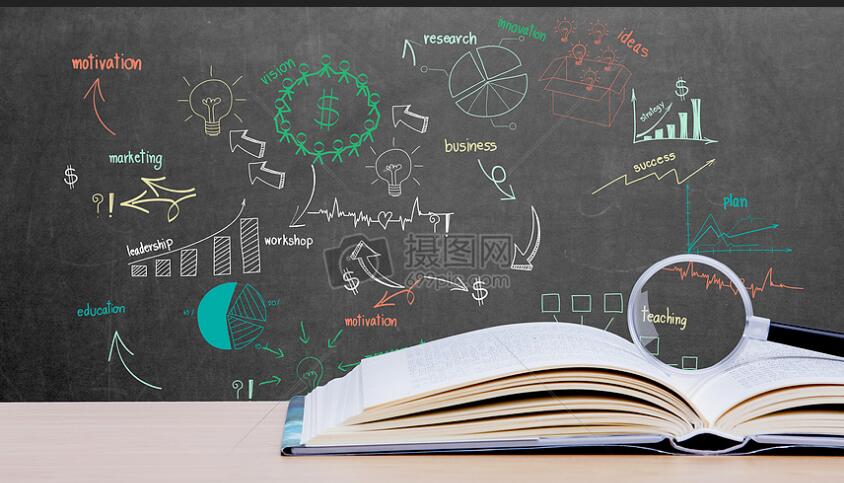 motivation
vision
research
innovation
ideas
$
strategy
$
marketing
business
success
$
?!
plan
leadership
workshop
?!
摄图网
699pic.com
$
$
education
20%
motivation
teaching
?!